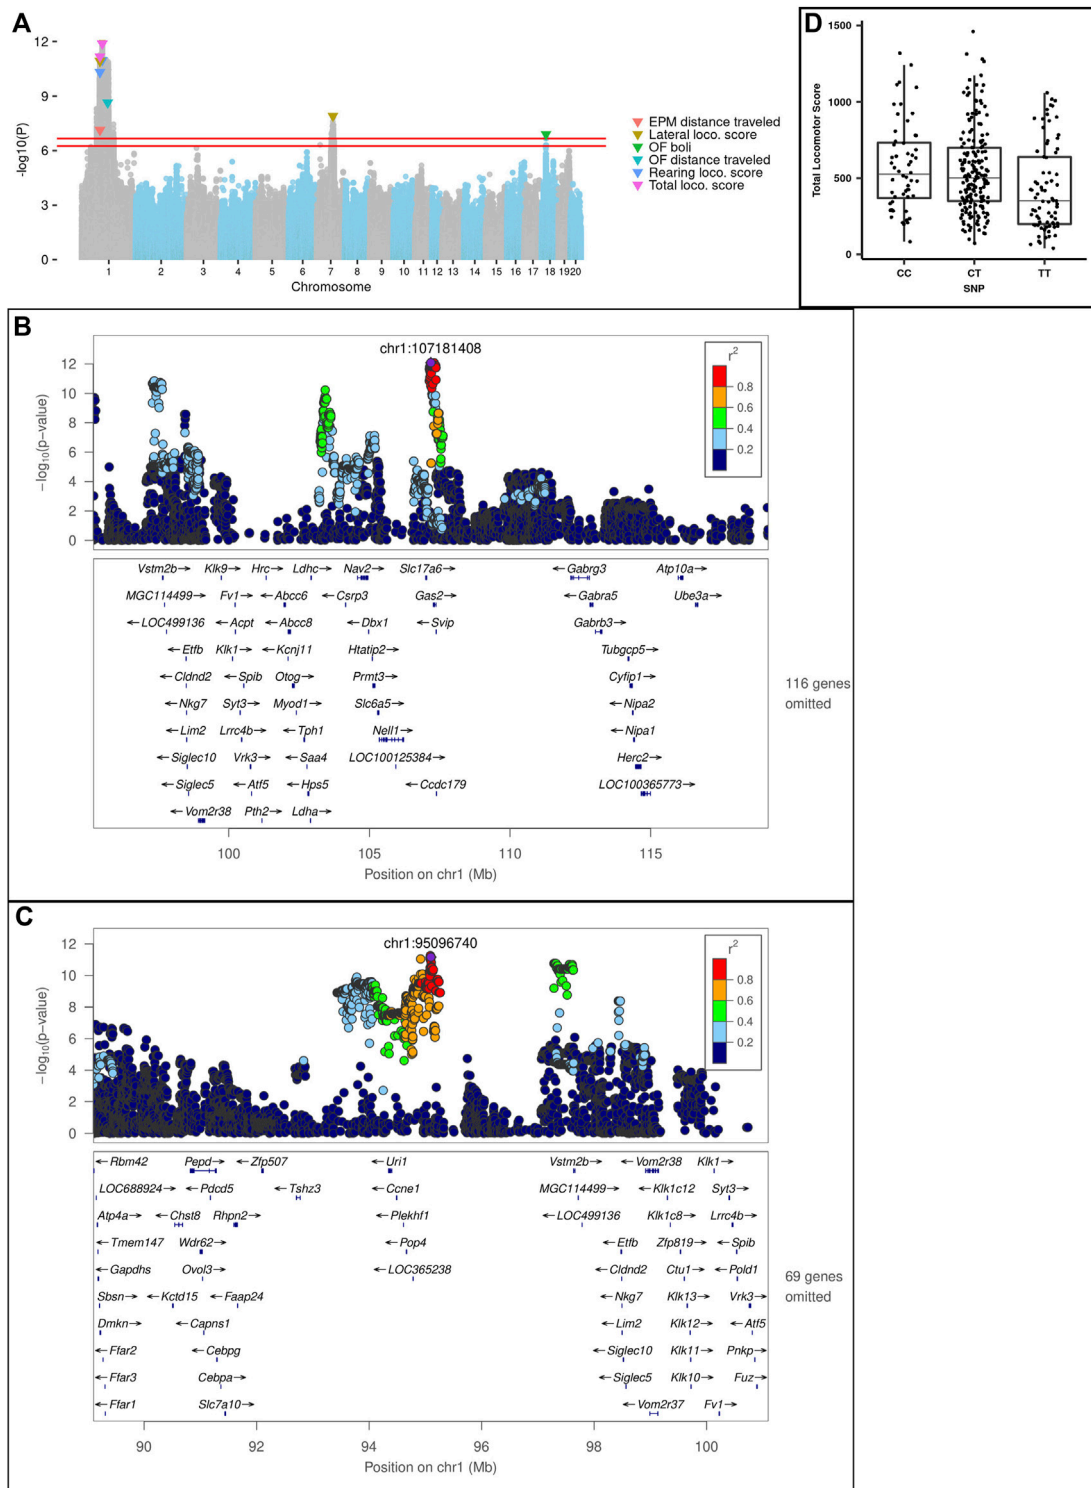 A
12
9
6
3
0
-log10(P)
1 2 3 4 5 6 7 8 9 10 11 12 13 14 15 16 17 18 19 20
Chromosome
EPM distance traveled
Lateral loco. score
OF boli
OF distance traveled
Rearing loco. score
Total loco. score
D
1500
1000
500
0
Total Locomotor Score
CC CT TT
SNP
B
chr1:107181408
12
10
8
6
4
2
0
−log10(p-value)
r2
0.8
0.6
0.4
0.2
Vstm2b→ Klk9← Hrc→ ←Ldhc→ Nav2→ Slc17a6→ ←Gabrg3 Atp10a→
MGC114499→ Fv1→ ←Abcc6 ←Csrp3 Gas2→ ←Gabra5 Ube3a→
←LOC499136 ←Acpt ←Abcc8 ←Dbx1 ←Svip Gabrb3→
←Etfb Klk1← ←Kcnj11 Htatip2→ Tubgcp5→
←Cldnd2 ←Spib Otog→ Prmt3→ Cyfip1→
←Nkg7 Syt3→ Myod1→ Slc6a5→ ←Nipa2
←Lim2 Lrrc4b→ ←Tph1 Nell1→ ←Nipa1
←Siglec10 Vrk3→ ←Saa4 LOC100125384→ Herc2→
←Siglec5 ←Atf5 ←Hps5 ←Ccdc179 LOC100365773→
←Vom2r38 Pth2→ Ldha→
116 genes
omitted
100 105 110 115
Position on chr1 (Mb)
C
chr1:95096740
12
10
8
6
4
2
0
−log10(p-value)
r2
0.8
0.6
0.4
0.2
←Rbm42 Pepd→ ←Zfp507 ←Uri1 Vstm2b→ ←Vom2r38 Klk1→
LOC688924→ ←Pdcd5 ←Tshz3 ←Ccne1 MGC114499→ ←Klk1c12 Syt3→
Atp4a→ ←Chst8 Rhpn2→ ←Plekhf1 ←LOC499136 ←Klk1c8 Lrrc4b→
←Tmem147 Wdr62→ ←Pop4 ←Etfb Zfp819→ ←Spib
←Gapdhs Ovol3→ ←LOC365238 ←Cldnd2 Ctu1→ ←Pold1
Sbsn→ ←Kctd15 ←Faap24 ←Nkg7 ←Klk13 Vrk3→
Dmkn→ ←Capns1 ←Lim2 Klk12→ ←Atf5
←Ffar2 ←Cebpg Siglec10→ Klk11→ Pnkp→
←Ffar3 Cebpa→ ←Siglec5 Klk10→ Fuz→
←Ffar1 Slc7a10→ ←Vom2r37 Fv1→
69 genes
omitted
90 92 94 96 98 100
Position on chr1 (Mb)